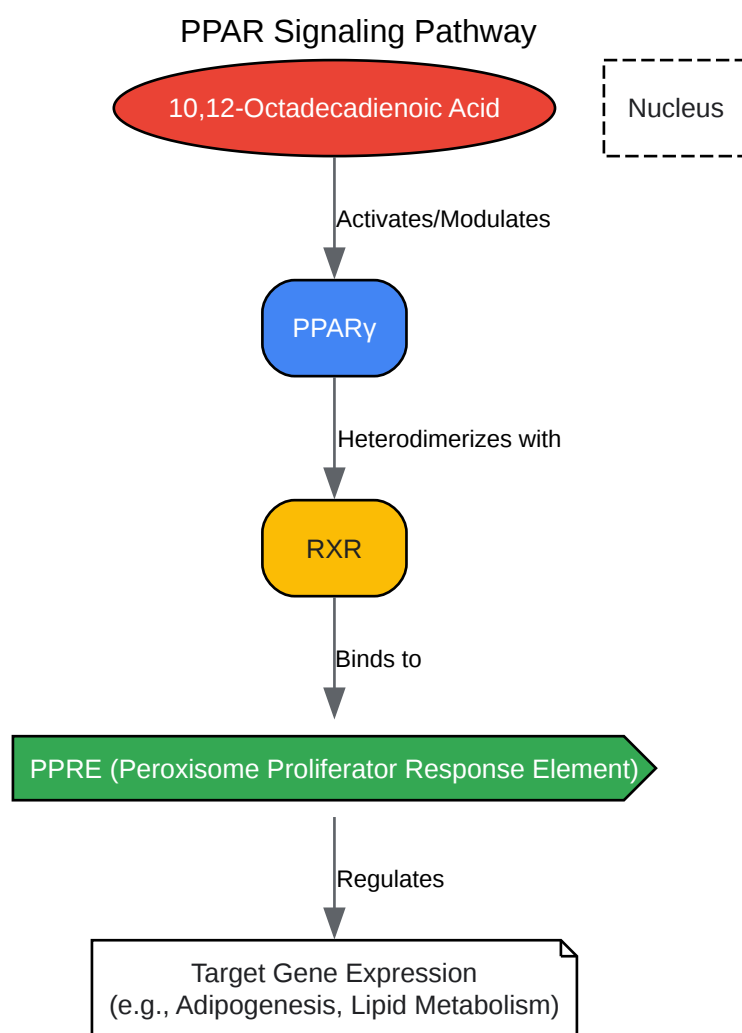 PPAR Signaling Pathway
10,12-Octadecadienoic Acid
Nucleus
Activates/Modulates
PPARγ
Heterodimerizes with
RXR
Binds to
PPRE (Peroxisome Proliferator Response Element)
Regulates
Target Gene Expression
(e.g., Adipogenesis, Lipid Metabolism)